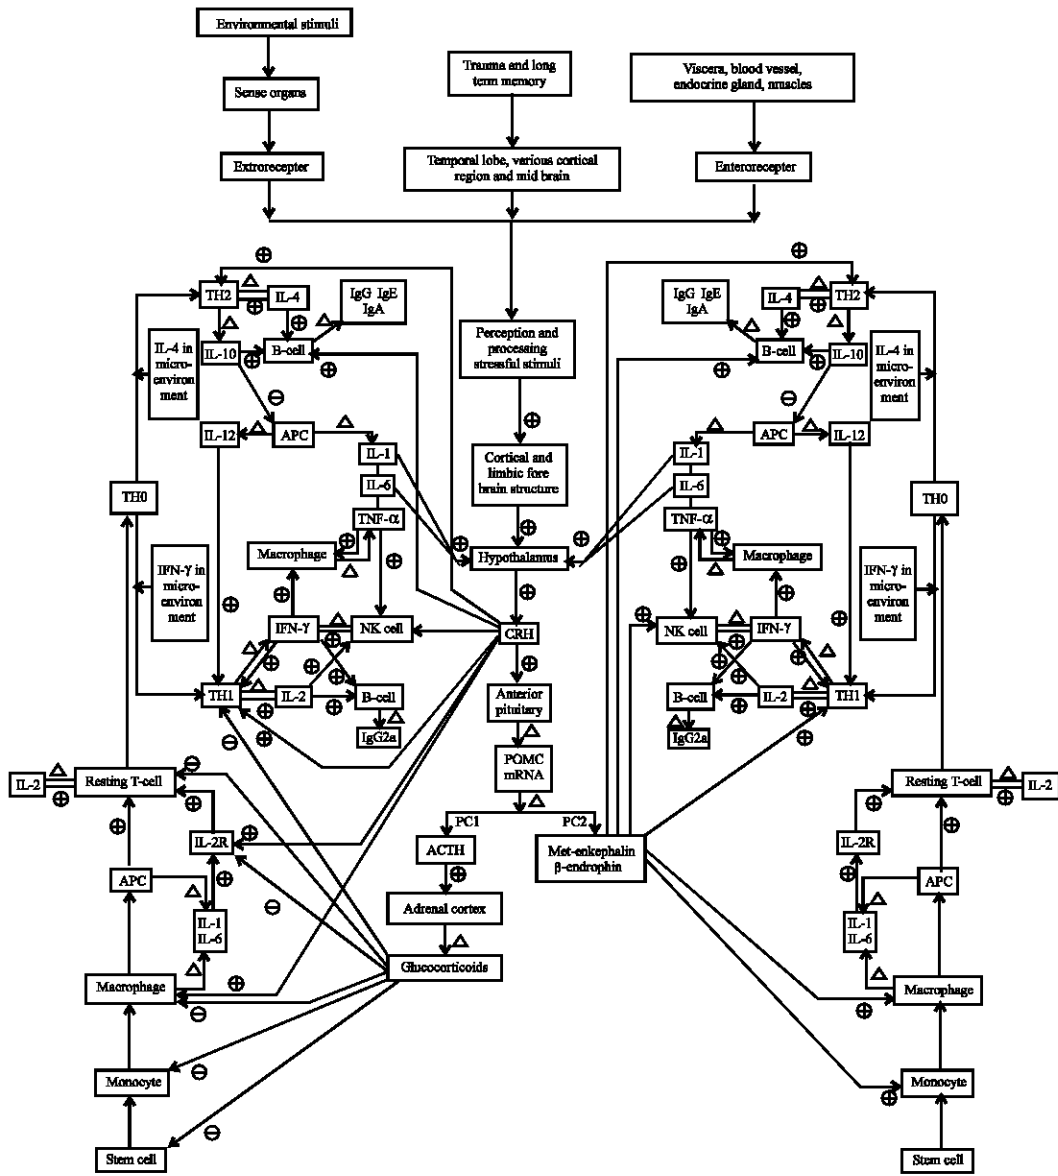 Environmental stimuli
Trauma and long
term memory
Viscera, blood vessel,
endocrine gland, muscles
Sense organs
Extrorecepter
Temporal lobe, various cortical
region and mid brain
Enterorecepter
TH2
IL-4
IgG IgE
IgA
IL-10
B-cell
IL-4 in
micro-
environ
ment
IL-12
APC
IL-1
IL-6
TNF-α
TH0
Macrophage
IFN-γ in
micro-
environ
ment
IFN-γ
NK cell
TH1
IL-2
B-cell
IgG2a
Perception and
processing
stressful stimuli
Cortical and
limbic fore
brain structure
Hypothalamus
CRH
Anterior
pituitary
POMC
mRNA
PC1
PC2
ACTH
Met-enkephalin
β-endrophin
Adrenal cortex
Glucocorticoids
IgG IgE
IgA
IL-4
TH2
B-cell
IL-10
IL-4 in
micro-
environ
ment
IL-1
APC
IL-12
IL-6
TNF-α
TH0
Macrophage
IFN-γ in
micro-
environ
ment
NK cell
IFN-γ
B-cell
IL-2
TH1
IgG2a
IL-2
Resting T-cell
IL-2R
APC
IL-1
IL-6
Macrophage
Monocyte
Stem cell
Resting T-cell
IL-2
IL-2R
APC
IL-1
IL-6
Macrophage
Monocyte
Stem cell